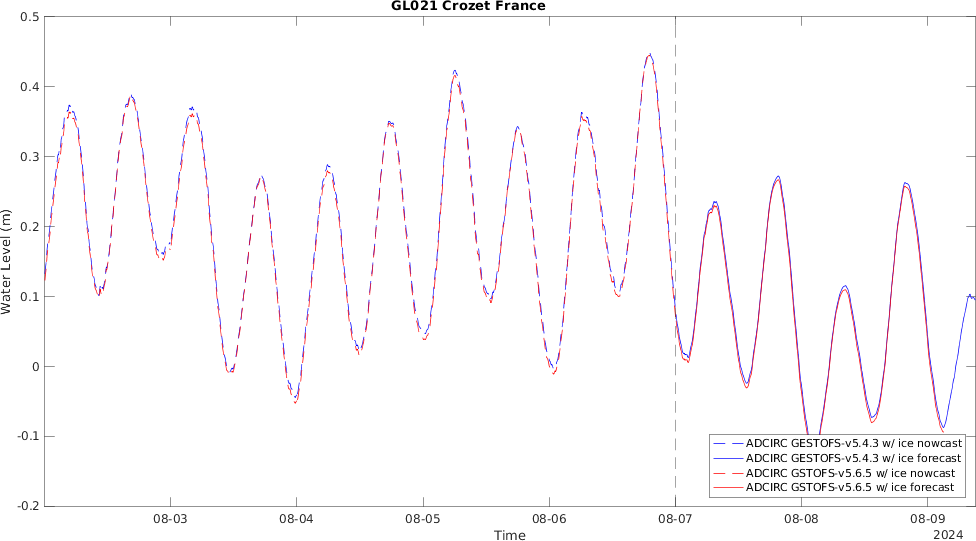 GL021 Crozet France
0.5
0.4
0.3
0.2
0.1
0
-0.1
-0.2
Water Level (m)
08-03 08-04 08-05 08-06 08-07 08-08 08-09
Time
2024
ADCIRC GESTOFS-v5.4.3 w/ ice nowcast
ADCIRC GESTOFS-v5.4.3 w/ ice forecast
ADCIRC GSTOFS-v5.6.5 w/ ice nowcast
ADCIRC GSTOFS-v5.6.5 w/ ice forecast